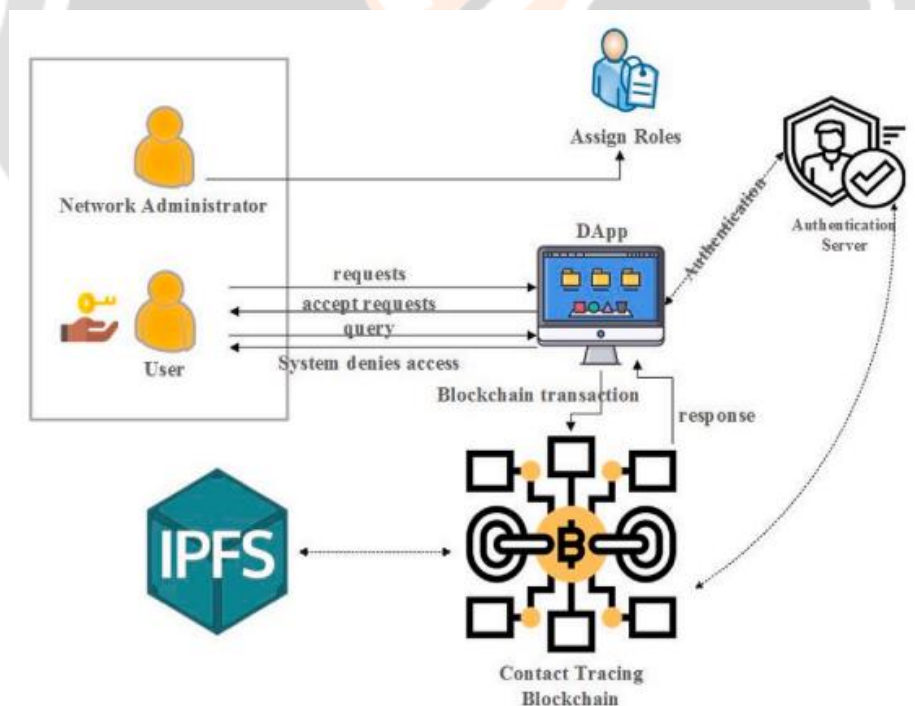 Assign Roles
Network Administrator
Authentication
Authentication
Server
DApp
requests
accept requests
query
System denies access
User
Blockchain transaction
response
IPFS
Contact Tracing
Blockchain